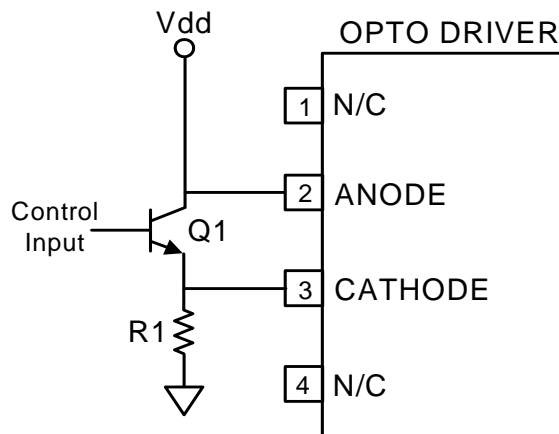 Vdd
OPTO DRIVER
1 N/C
2 ANODE
Control
Input
Q1
3 CATHODE
R1
4 N/C